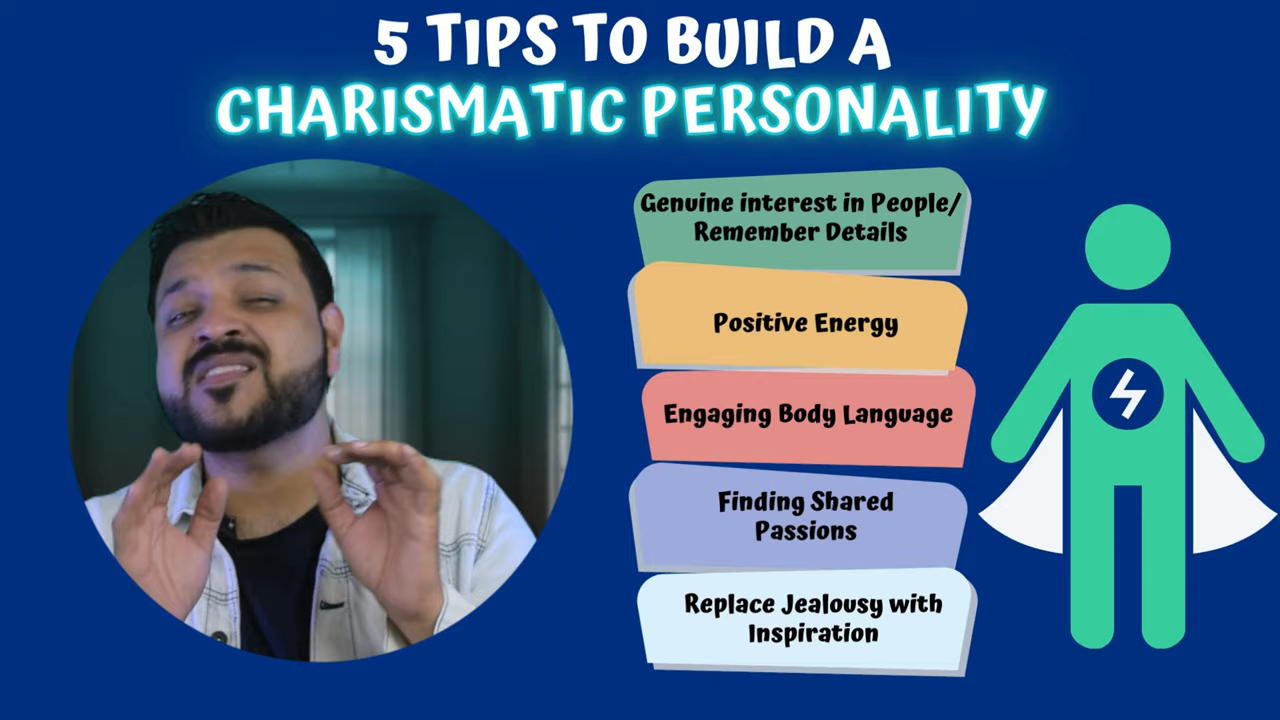 5 TIPS TO BUILD A
CHARISMATIC PERSONALITY
Genuine interest in People/
Remember Details
Positive Energy
Engaging Body Language
Finding Shared
Passions
Replace Jealousy with
Inspiration